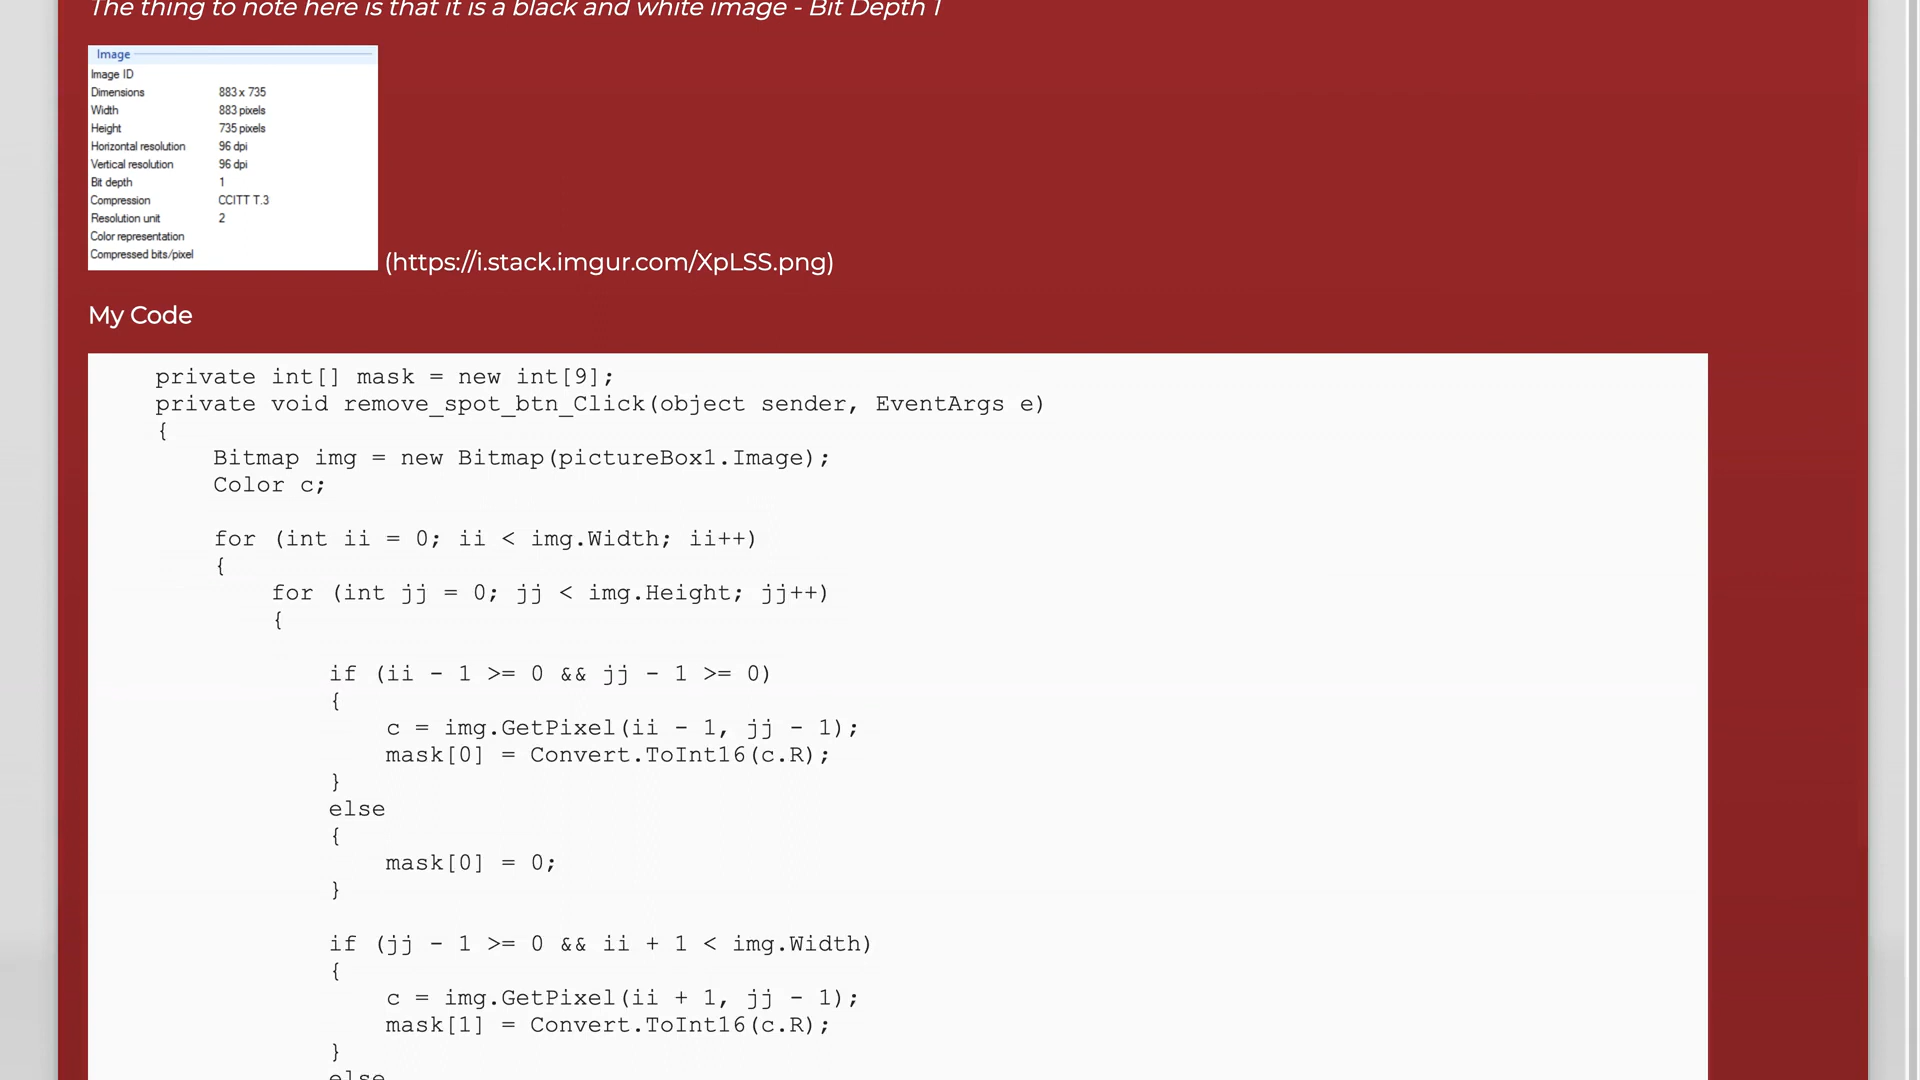 The thing to note here is that it is a black and white image - Bit Depth 1
Image
Image ID
Dimensions 883 x 735
Width 883 pixels
Height 735 pixels
Horizontal resolution 96 dpi
Vertical resolution 96 dpi
Bit depth 1
Compression CCITT T.3
Resolution unit 2
Color representation
Compressed bits/pixel
(https://i.stack.imgur.com/XpLSS.png)
My Code
private int[] mask = new int[9];
private void remove_spot_btn_Click(object sender, EventArgs e)
{
Bitmap img = new Bitmap(pictureBox1.Image);
Color c;
for (int ii = 0; ii < img.Width; ii++)
{
for (int jj = 0; jj < img.Height; jj++)
{
if (ii - 1 >= 0 && jj - 1 >= 0)
{
c = img.GetPixel(ii - 1, jj - 1);
mask[0] = Convert.ToInt16(c.R);
}
else
{
mask[0] = 0;
}
if (jj - 1 >= 0 && ii + 1 < img.Width)
{
c = img.GetPixel(ii + 1, jj - 1);
mask[1] = Convert.ToInt16(c.R);
}
else